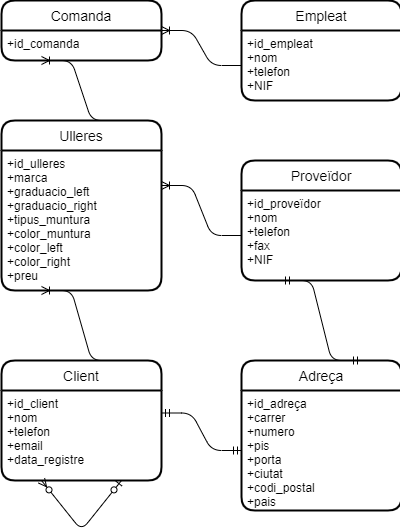 Comanda
+id_comanda
Empleat
+id_empleat
+nom
+telefon
+NIF
Ulleres
+id_ulleres
+marca
+graduacio_left
+graduacio_right
+tipus_muntura
+color_muntura
+color_left
+color_right
+preu
Proveïdor
+id_proveïdor
+nom
+telefon
+fax
+NIF
Client
+id_client
+nom
+telefon
+email
+data_registre
Adreça
+id_adreça
+carrer
+numero
+pis
+porta
+ciutat
+codi_postal
+pais